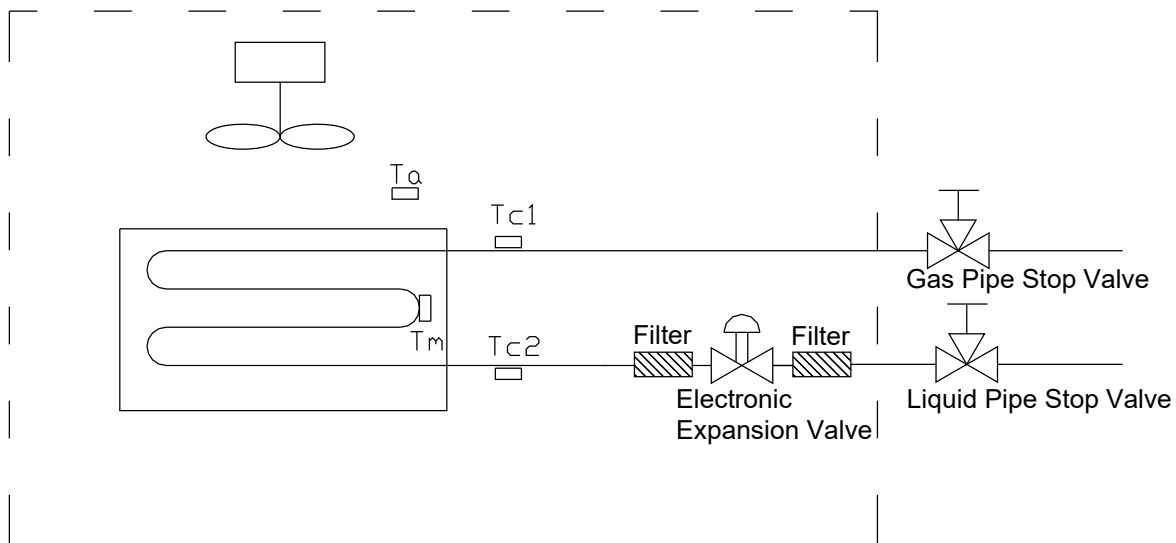 Ta
Tc1
Gas Pipe Stop Valve
Tm
Tc2
Filter
Filter
Electronic
Expansion Valve
Liquid Pipe Stop Valve